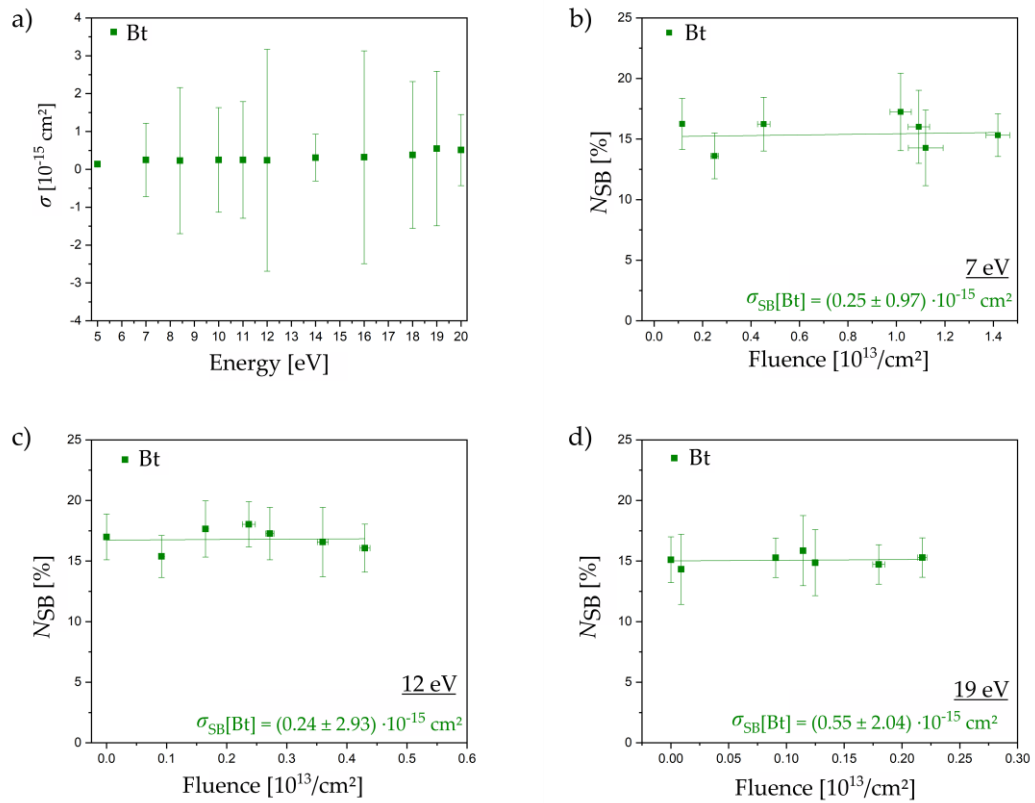 a)
Bt
4
3
2
1
0
-1
-2
-3
-4
σ [10⁻¹⁵ cm²]
5 6 7 8 9 10 11 12 13 14 15 16 17 18 19 20
Energy [eV]
b)
Bt
25
20
15
10
5
0
N_SB [%]
7 eV
σ_SB[Bt] = (0.25 ± 0.97) ·10⁻¹⁵ cm²
0.0 0.2 0.4 0.6 0.8 1.0 1.2 1.4
Fluence [10¹³/cm²]
c)
Bt
25
20
15
10
5
0
N_SB [%]
12 eV
σ_SB[Bt] = (0.24 ± 2.93) ·10⁻¹⁵ cm²
0.0 0.1 0.2 0.3 0.4 0.5 0.6
Fluence [10¹³/cm²]
d)
Bt
25
20
15
10
5
0
N_SB [%]
19 eV
σ_SB[Bt] = (0.55 ± 2.04) ·10⁻¹⁵ cm²
0.00 0.05 0.10 0.15 0.20 0.25 0.30
Fluence [10¹³/cm²]